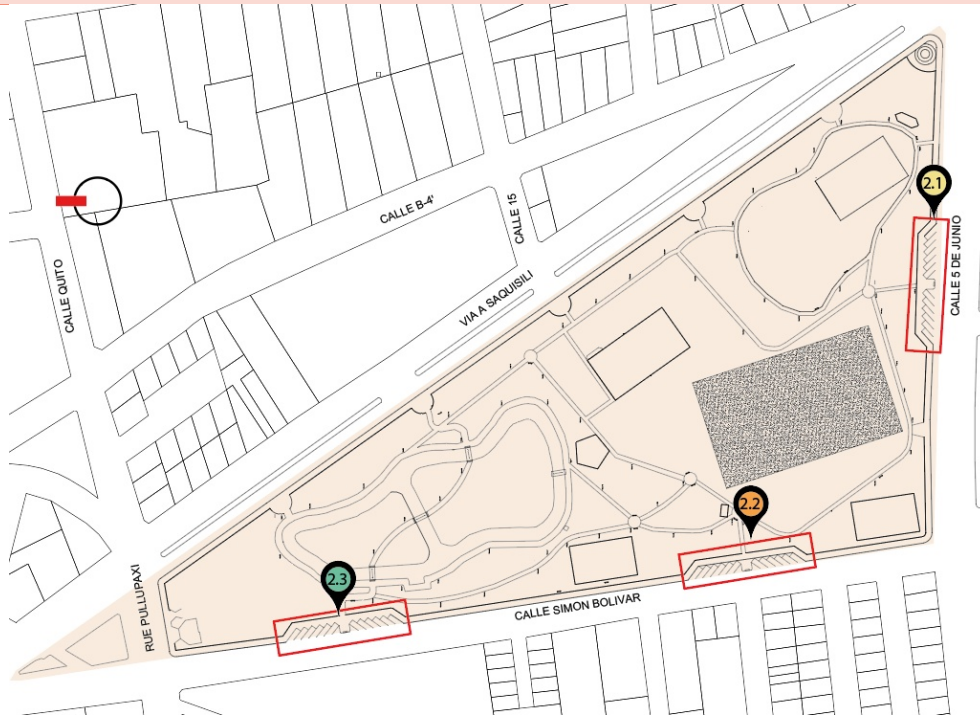 2.1
CALLE B-4'
CALLE 15
CALLE 5 DE JUNIO
CALLE QUITO
VIA A SAQUISILI
2.2
2.3
RUE PULLUPAXI
CALLE SIMON BOLIVAR